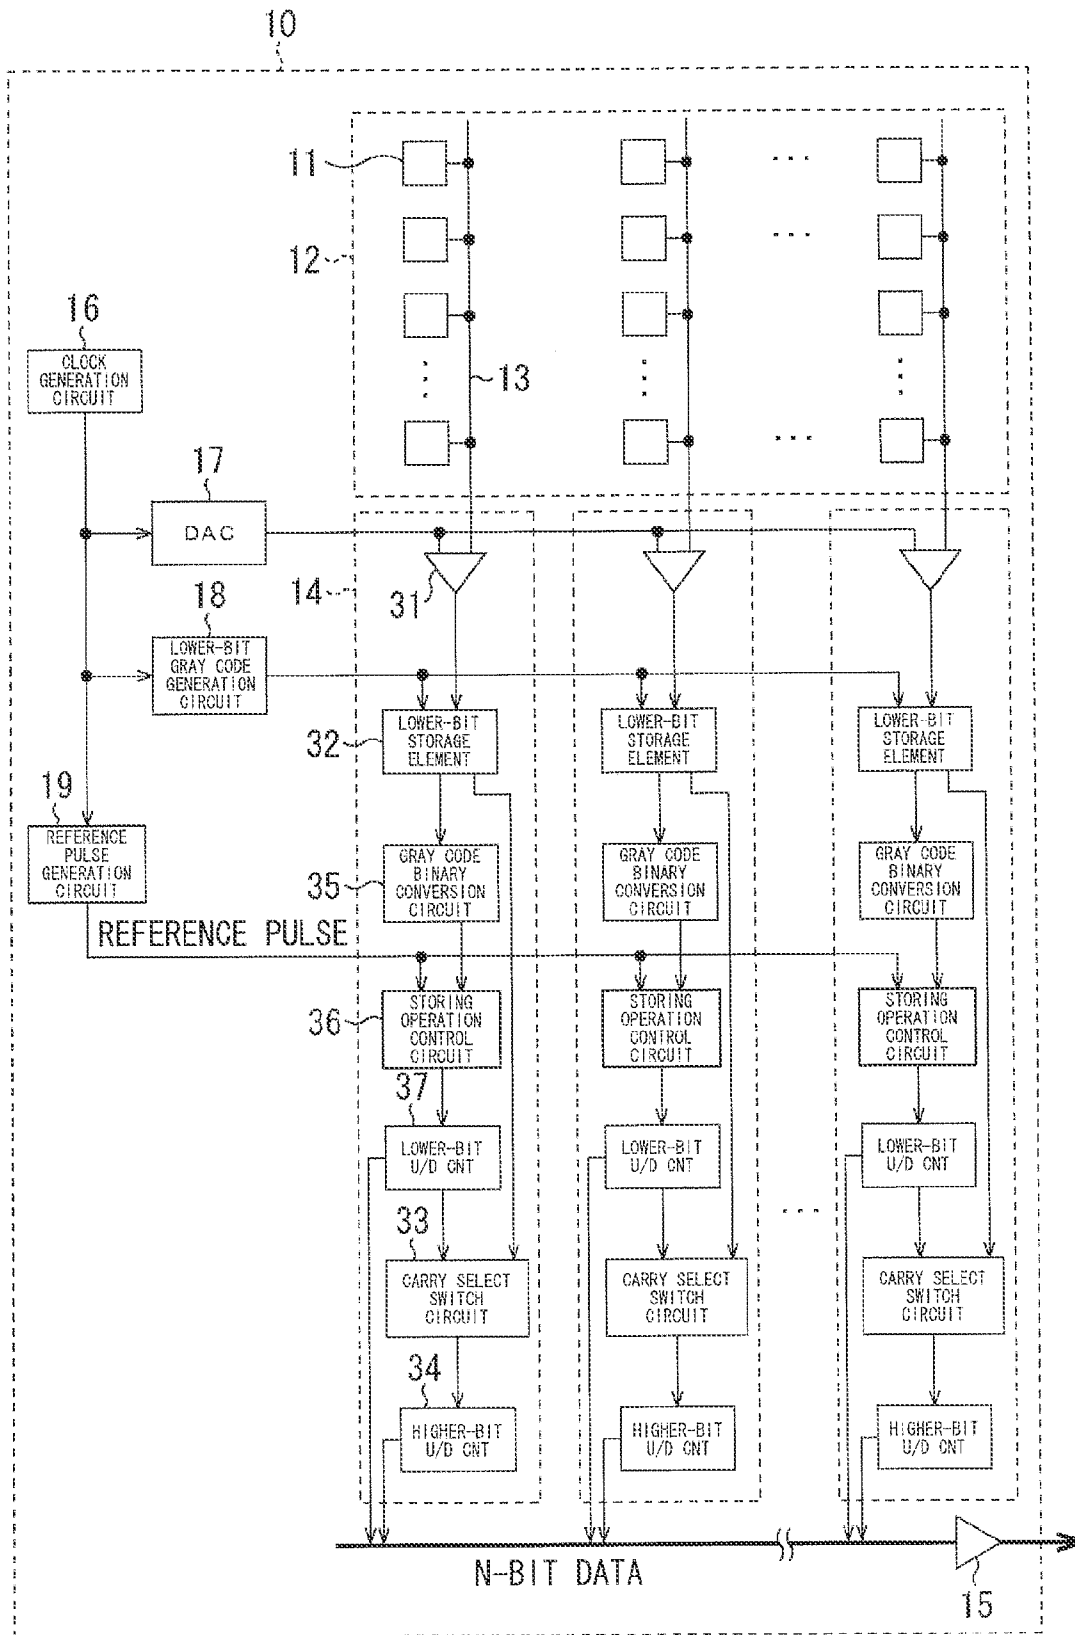 10
11
12
16
CLOCK
GENERATION
CIRCUIT
13
17
DAC
14
31
18
LOWER-BIT
GRAY CODE
GENERATION
CIRCUIT
32
LOWER-BIT
STORAGE
ELEMENT
LOWER-BIT
STORAGE
ELEMENT
LOWER-BIT
STORAGE
ELEMENT
19
REFERENCE
PULSE
GENERATION
CIRCUIT
35
GRAY CODE
BINARY
CONVERSION
CIRCUIT
GRAY CODE
BINARY
CONVERSION
CIRCUIT
GRAY CODE
BINARY
CONVERSION
CIRCUIT
REFERENCE PULSE
36
STORING
OPERATION
CONTROL
CIRCUIT
STORING
OPERATION
CONTROL
CIRCUIT
STORING
OPERATION
CONTROL
CIRCUIT
37
LOWER-BIT
U/D CNT
LOWER-BIT
U/D CNT
LOWER-BIT
U/D CNT
33
CARRY SELECT
SWITCH
CIRCUIT
CARRY SELECT
SWITCH
CIRCUIT
CARRY SELECT
SWITCH
CIRCUIT
34
HIGHER-BIT
U/D CNT
HIGHER-BIT
U/D CNT
HIGHER-BIT
U/D CNT
N-BIT DATA
15